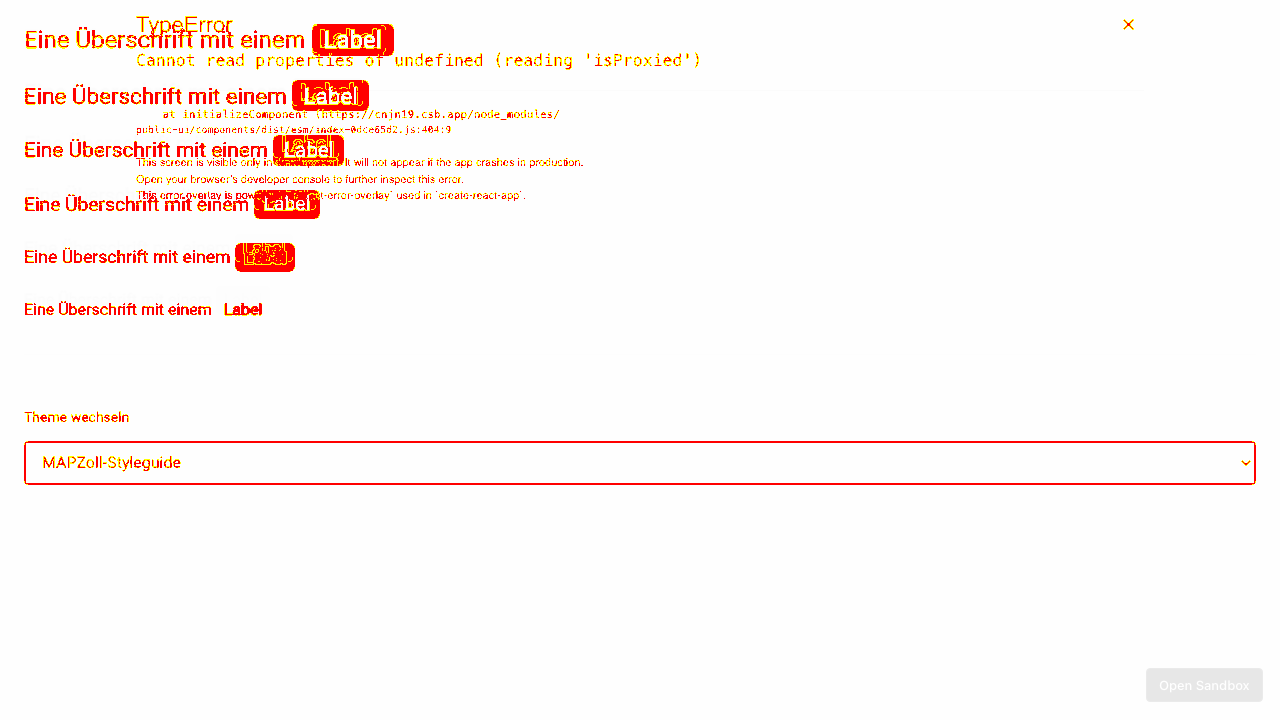 TypeError
Eine Überschrift mit einem Label
Cannot read properties of undefined (reading 'isProxied')
Eine Überschrift mit einem Label
at initializeComponent (https://cnin19.csb.app/node_modules/
public-ui/components/dist/esm/index-0dce65d2.js:404:9
Eine Überschrift mit einem Label
This screen is visible only in It will not appear if the app crashes in production.
Open your browser's developer console to further inspect this error.
This error overlay is -error-overlay` used in `create-react-app`.
Eine Überschrift mit einem Label
Eine Überschrift mit einem Label
Eine Überschrift mit einem Label
Theme wechseln
MAPZoll-Styleguide
Open Sandbox